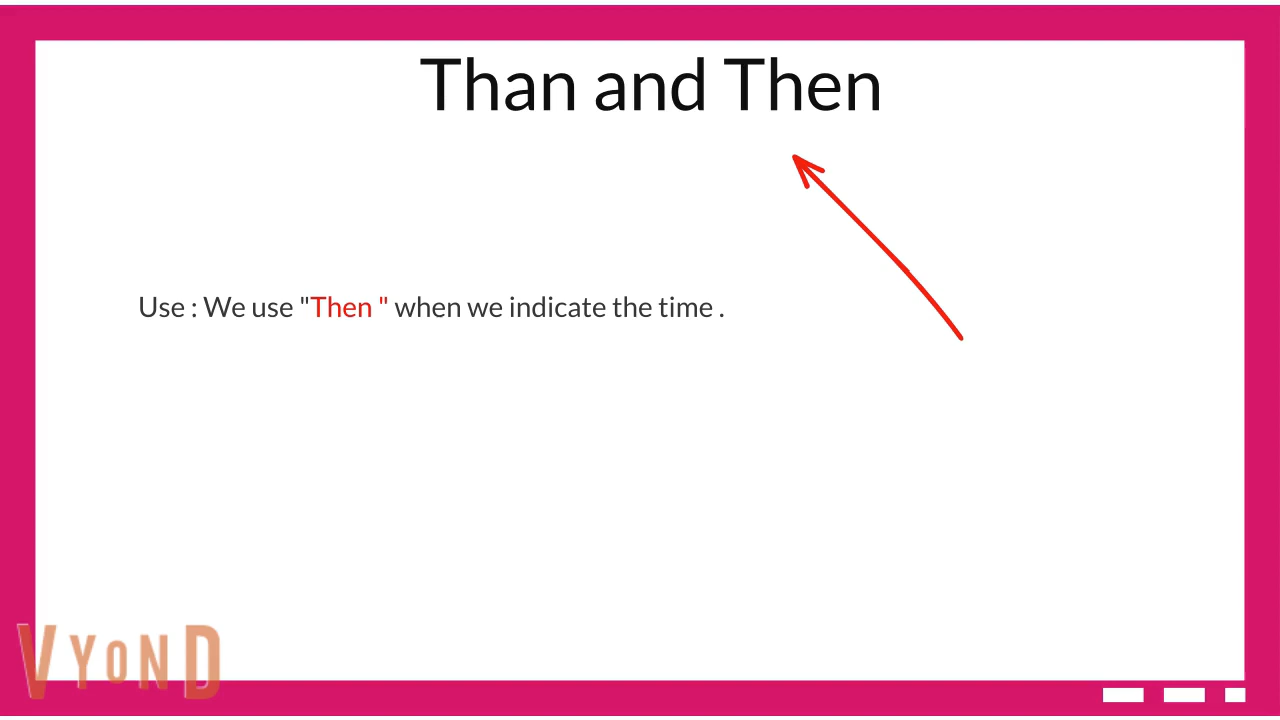 Than and Then
Use : We use "Then " when we indicate the time .
VYOND